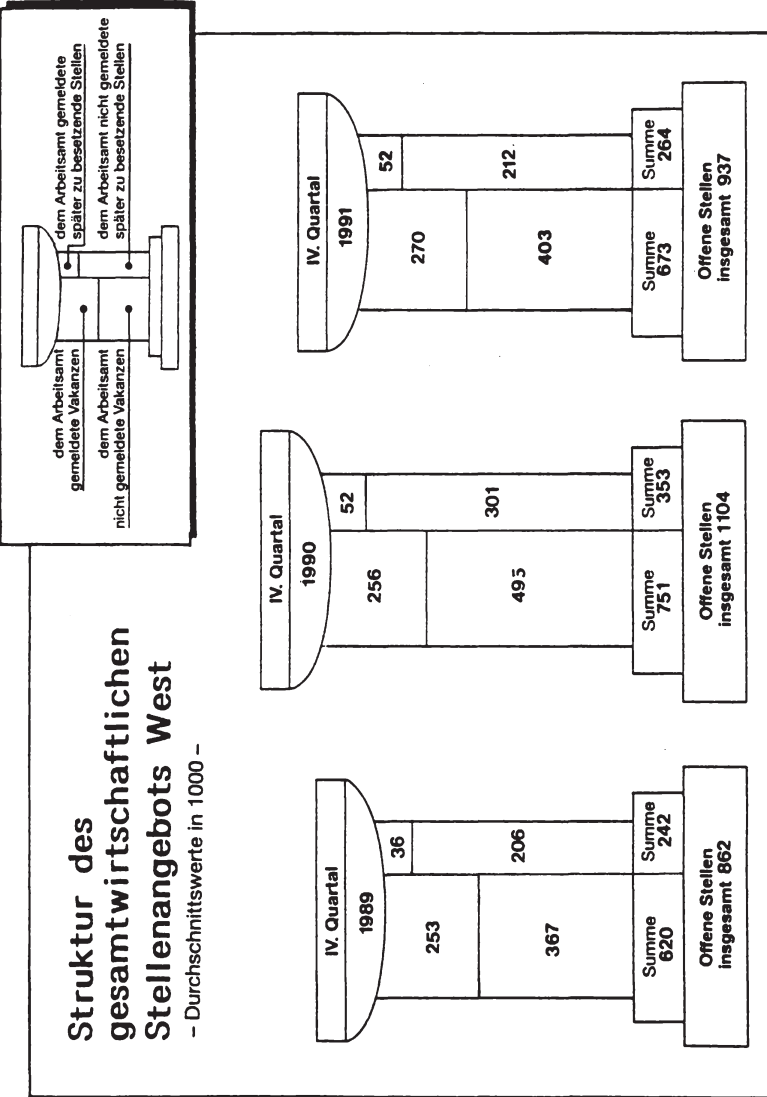 Struktur des
gesamtwirtschaftlichen
Stellenangebots West
– Durchschnittswerte in 1000 –
dem Arbeitsamt
gemeldete Vakanzen
dem Arbeitsamt
nicht gemeldete Vakanzen
dem Arbeitsamt gemeldete
später zu besetzende Stellen
dem Arbeitsamt nicht gemeldete
später zu besetzende Stellen
IV. Quartal
1989
253
36
367
206
Summe
620
Summe
242
Offene Stellen
insgesamt 862
IV. Quartal
1990
256
52
495
301
Summe
751
Summe
353
Offene Stellen
insgesamt 1104
IV. Quartal
1991
270
52
403
212
Summe
673
Summe
264
Offene Stellen
insgesamt 937